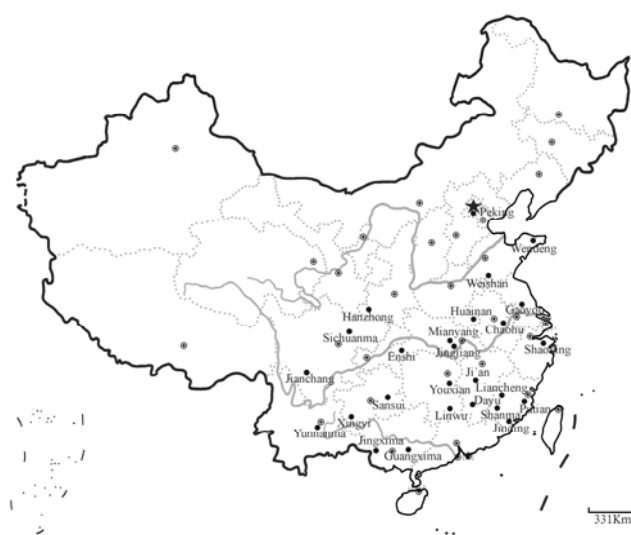 Peking
Wendeng
Weishan
Hanzhong
Huainan
Gaoyou
Chaohu
Sichuanma
Mianyang
Shaoxing
Enshi
Jingjiang
Jianchang
Ji'an
Youxian
Liancheng
Sansui
Dayu
Putian
Linwu
Shanma
Xingyi
Jinding
Yunnanma
Jingxima
Guangxima
331Km